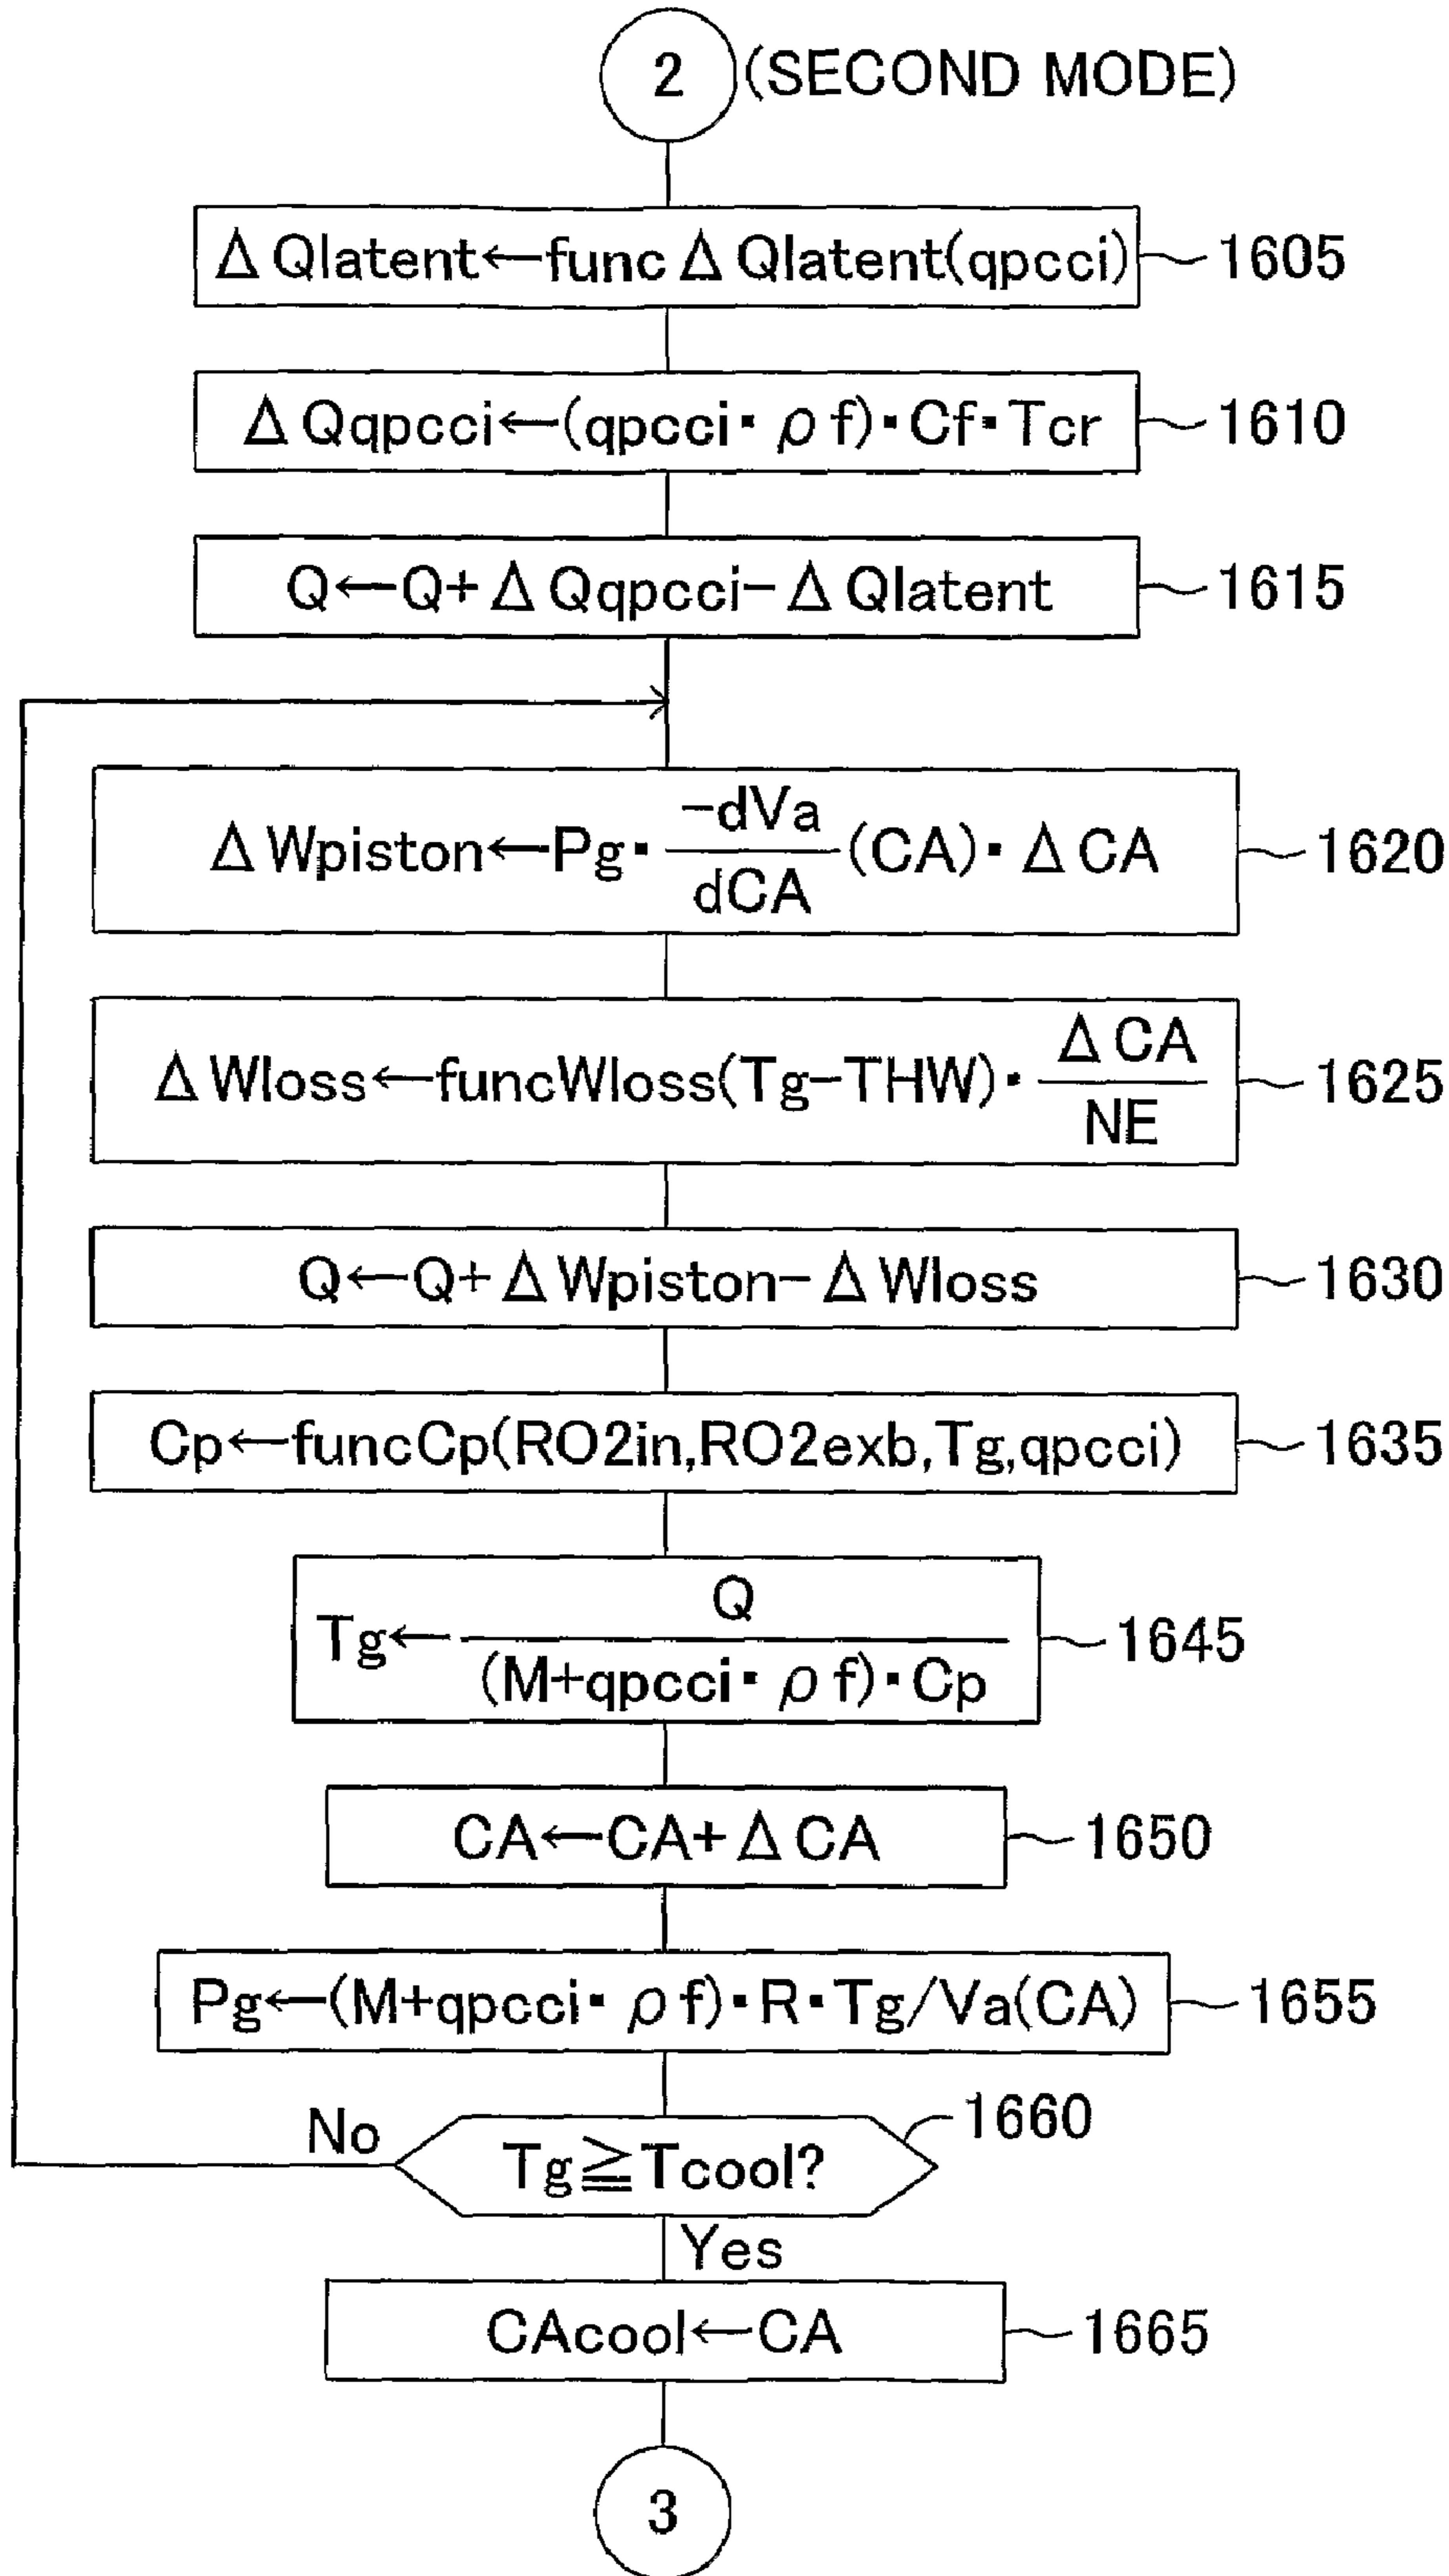 2 (SECOND MODE)
ΔQlatent←funcΔQlatent(qpcci) 1605
ΔQqpcci←(qpcci・ρf)・Cf・Tcr 1610
Q←Q+ΔQqpcci-ΔQlatent 1615
ΔWpiston←Pg・-dVa/dCA(CA)・ΔCA 1620
ΔWloss←funcWloss(Tg-THW)・ΔCA/NE 1625
Q←Q+ΔWpiston-ΔWloss 1630
Cp←funcCp(RO2in,RO2exb,Tg,qpcci) 1635
Tg←Q/(M+qpcci・ρf)・Cp 1645
CA←CA+ΔCA 1650
Pg←(M+qpcci・ρf)・R・Tg/Va(CA) 1655
No Tg≧Tcool? 1660
Yes
CAcool←CA 1665
3